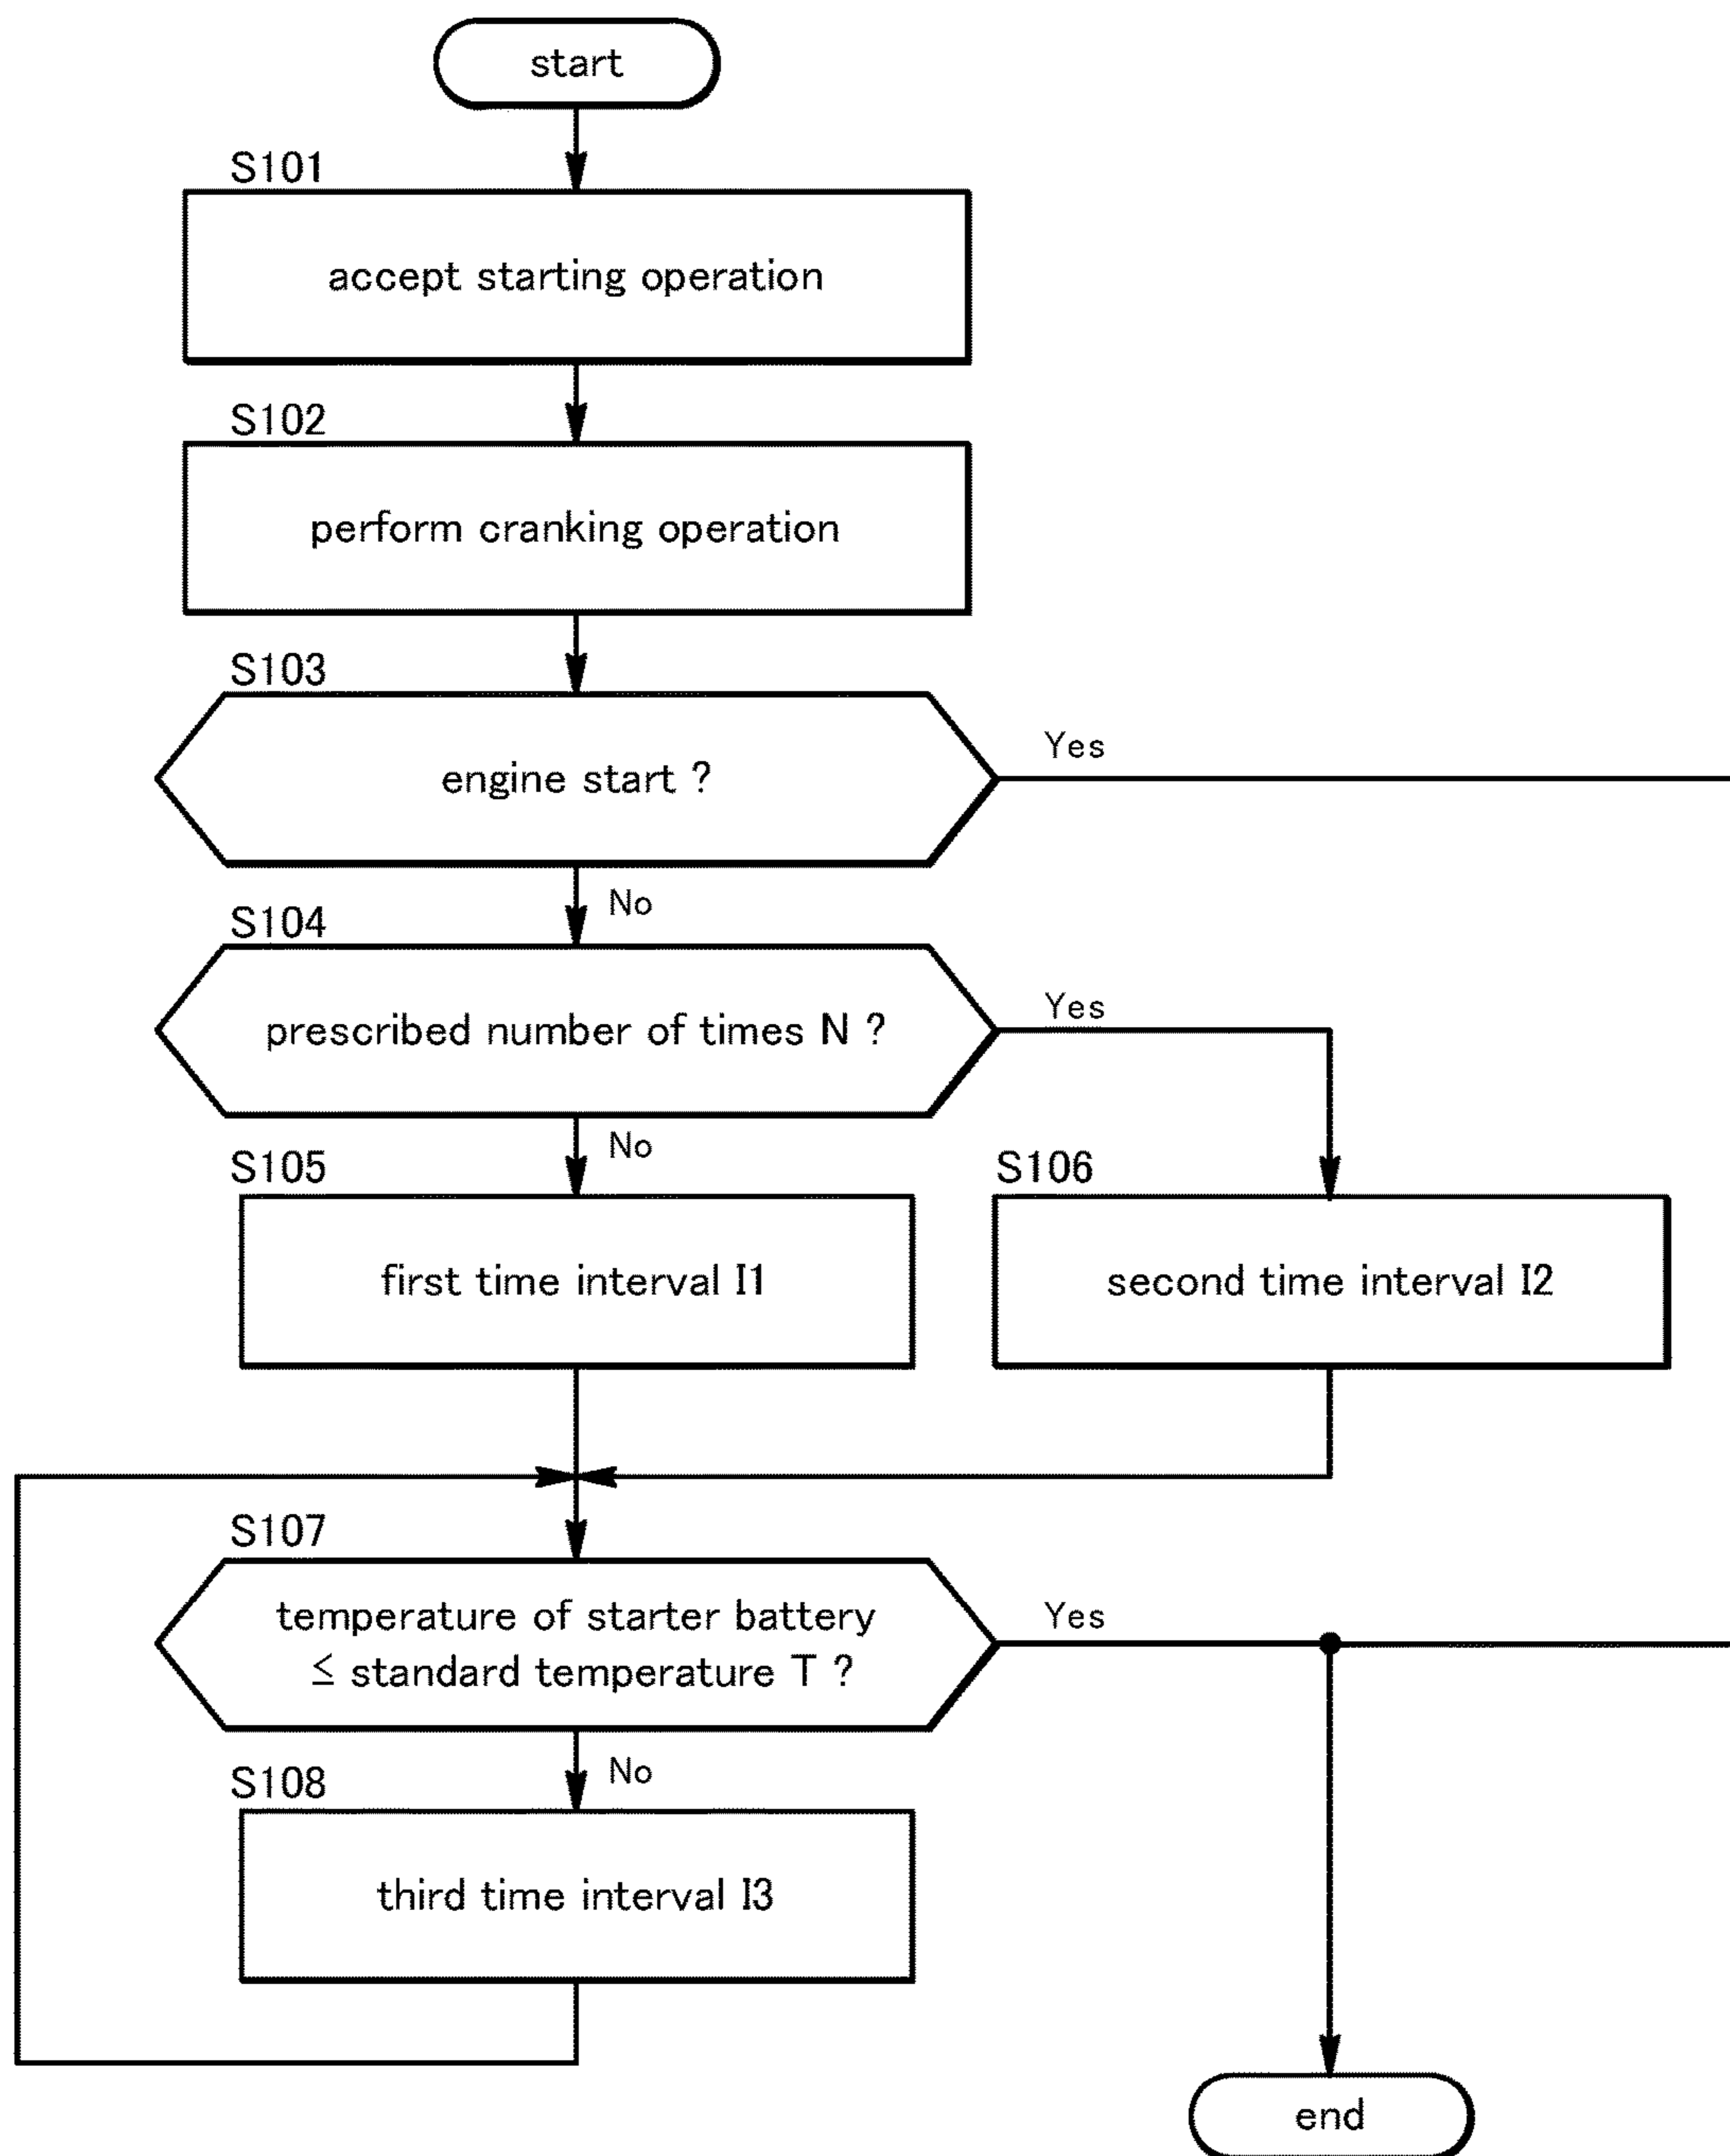 start
S101
accept starting operation
S102
perform cranking operation
S103
engine start ?
Yes
No
S104
prescribed number of times N ?
Yes
No
S105
first time interval I1
S106
second time interval I2
S107
temperature of starter battery
≤ standard temperature T ?
Yes
No
S108
third time interval I3
end